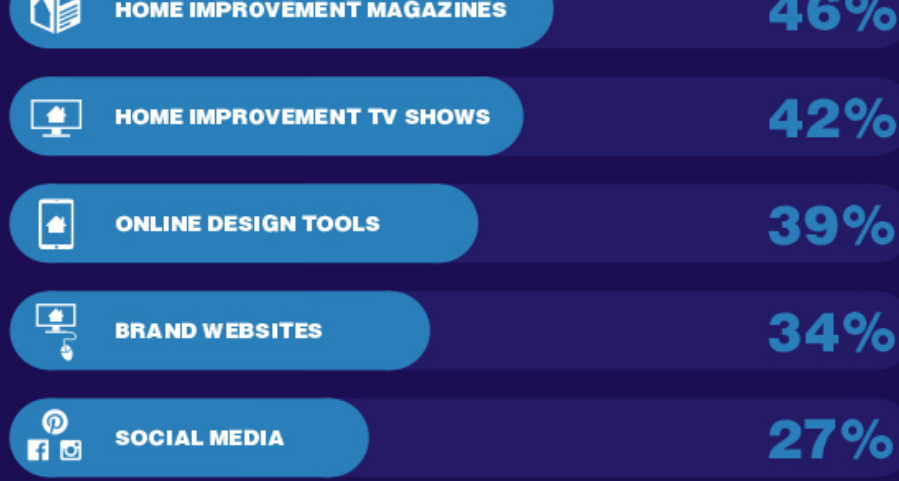 HOME IMPROVEMENT MAGAZINES 46%
HOME IMPROVEMENT TV SHOWS 42%
ONLINE DESIGN TOOLS 39%
BRAND WEBSITES 34%
SOCIAL MEDIA 27%